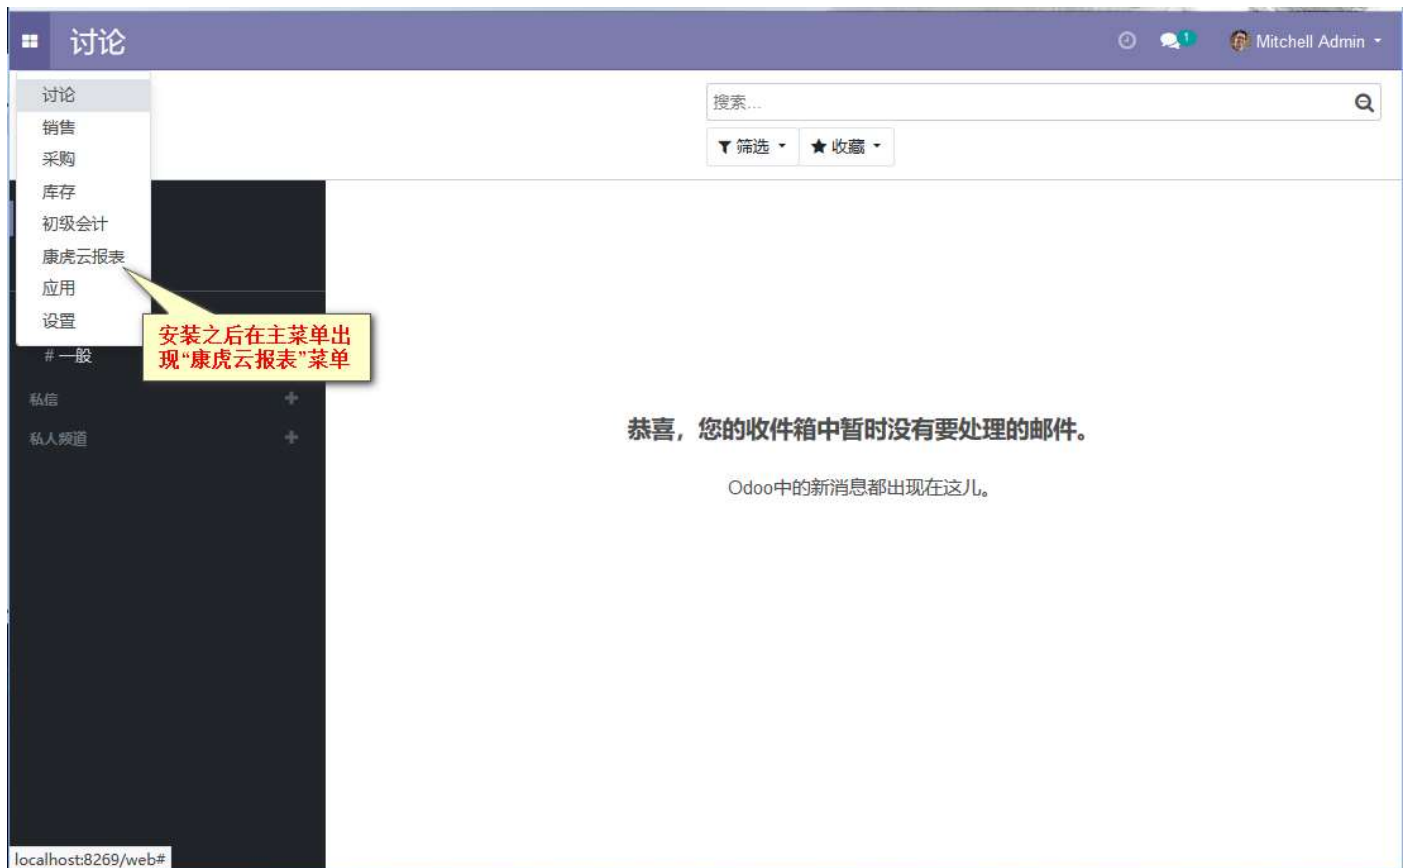 讨论
1
Mitchell Admin
讨论
销售
采购
库存
初级会计
康虎云报表
应用
设置
搜索...
筛选
收藏
安装之后在主菜单出
现“康虎云报表”菜单
# 一般
私信
私人频道
恭喜，您的收件箱中暂时没有要处理的邮件。
Odoo中的新消息都出现在这儿。
localhost:8269/web#